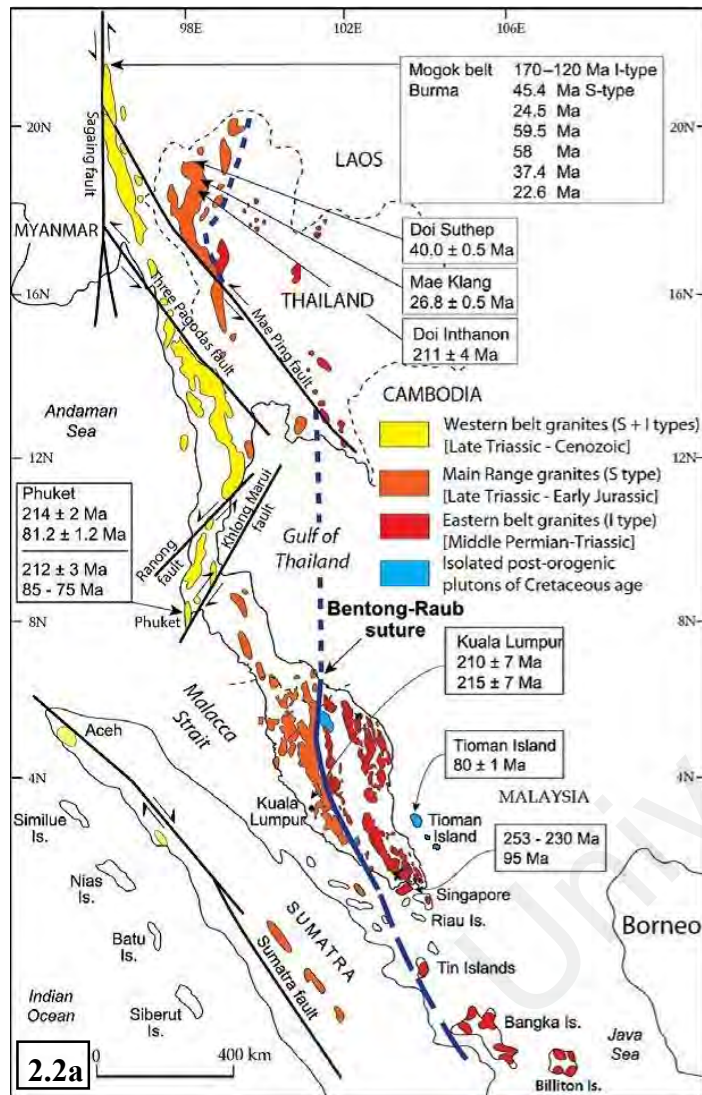 98E
102E
106E
Mogok belt 170–120 Ma I-type
Burma 45.4 Ma S-type
24.5 Ma
59.5 Ma
58 Ma
37.4 Ma
22.6 Ma
20N
20N
Sagaing fault
LAOS
MYANMAR
Doi Suthep
40.0 ± 0.5 Ma
Mae Klang
26.8 ± 0.5 Ma
Doi Inthanon
211 ± 4 Ma
16N
16N
THAILAND
Three Pagodas fault
Mae Ping fault
CAMBODIA
Andaman
Sea
Western belt granites (S + I types)
[Late Triassic - Cenozoic]
Main Range granites (S type)
[Late Triassic - Early Jurassic]
Eastern belt granites (I type)
[Middle Permian-Triassic]
Isolated post-orogenic
plutons of Cretaceous age
12N
12N
Phuket
214 ± 2 Ma
81.2 ± 1.2 Ma
212 ± 3 Ma
85 - 75 Ma
Ranong
fault
Khlong Marui
fault
Gulf of
Thailand
Phuket
8N
8N
Bentong-Raub
suture
Kuala Lumpur
210 ± 7 Ma
215 ± 7 Ma
Malacca
Strait
Aceh
Tioman Island
80 ± 1 Ma
4N
4N
Kuala
Lumpur
MALAYSIA
Tioman
Island
Similue
Is.
253 - 230 Ma
95 Ma
Nias
Is.
Singapore
Riau Is.
Borneo
Univ
SUMATRA
Batu
Is.
Sumatra fault
Tin Islands
Indian
Ocean
Siberut
Is.
Bangka Is.
Java
Sea
Billiton Is.
2.2a
0 400 km